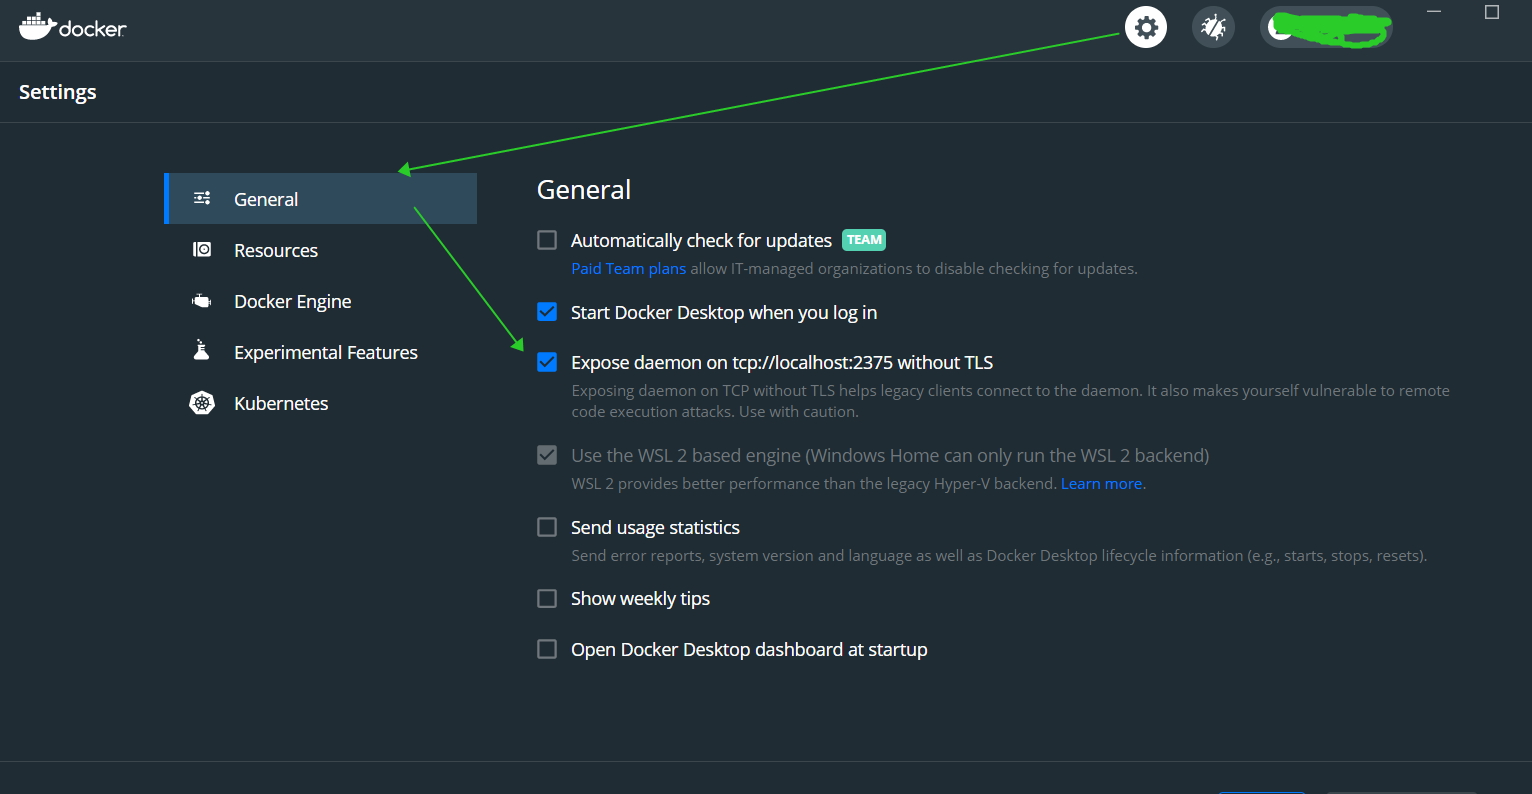 docker
Settings
General
Resources
Docker Engine
Experimental Features
Kubernetes
General
Automatically check for updates TEAM
Paid Team plans allow IT-managed organizations to disable checking for updates.
Start Docker Desktop when you log in
Expose daemon on tcp://localhost:2375 without TLS
Exposing daemon on TCP without TLS helps legacy clients connect to the daemon. It also makes yourself vulnerable to remote
code execution attacks. Use with caution.
Use the WSL 2 based engine (Windows Home can only run the WSL 2 backend)
WSL 2 provides better performance than the legacy Hyper-V backend. Learn more.
Send usage statistics
Send error reports, system version and language as well as Docker Desktop lifecycle information (e.g., starts, stops, resets).
Show weekly tips
Open Docker Desktop dashboard at startup